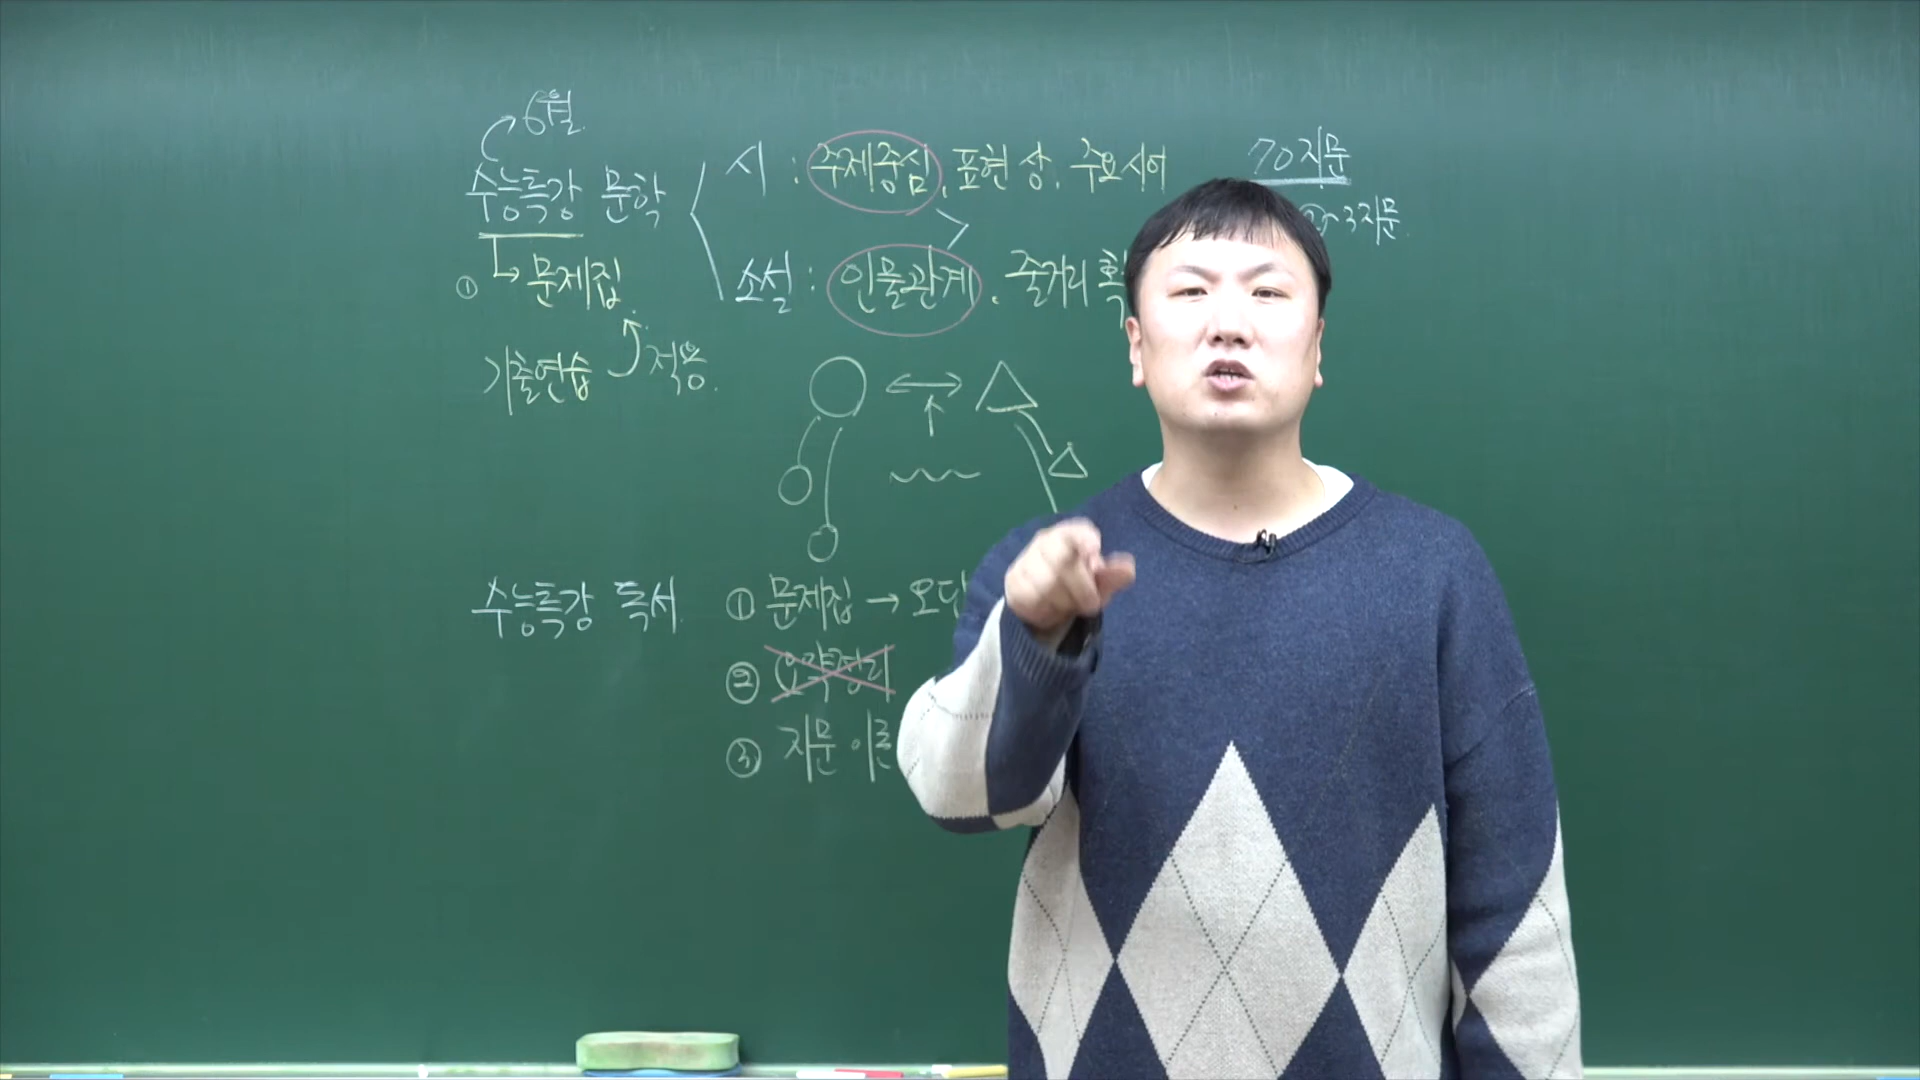 6월
수능특강 문학
시 : 주제중심, 표현상, 주요시어
70지문
2~3지문.
① 문제집.
소설 : 인물관계, 줄거리
기출연습 적용.
수능특강 독서
① 문제집 → 오답
② 요약정리
③ 지문